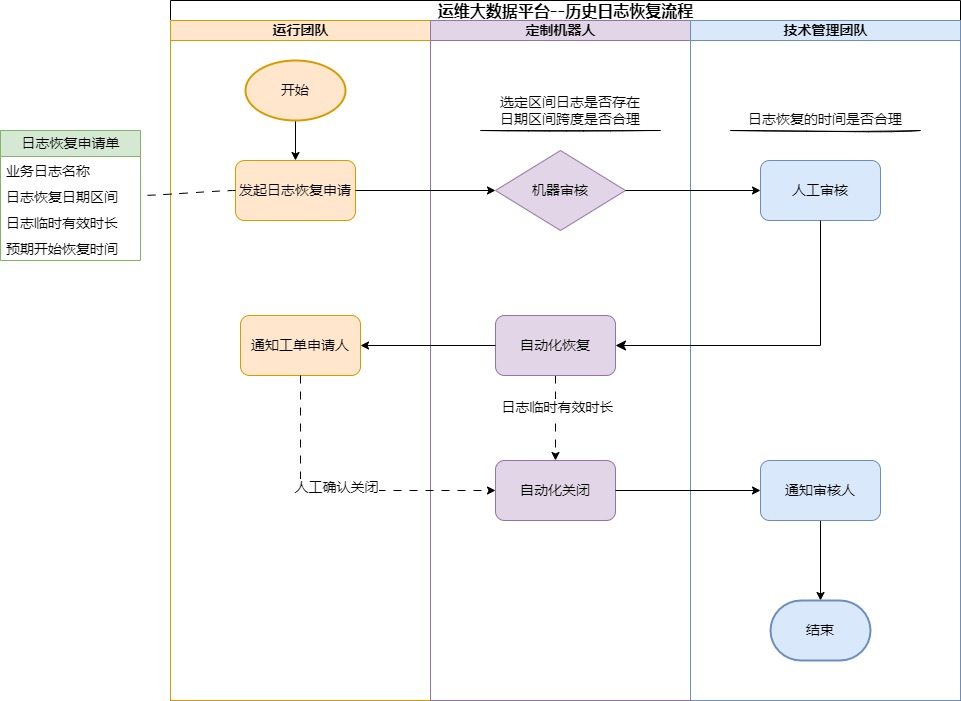 运维大数据平台--历史日志恢复流程
运行团队
定制机器人
技术管理团队
开始
选定区间日志是否存在
日期区间跨度是否合理
日志恢复的时间是否合理
日志恢复申请单
业务日志名称
日志恢复日期区间
日志临时有效时长
预期开始恢复时间
发起日志恢复申请
机器审核
人工审核
通知工单申请人
自动化恢复
日志临时有效时长
人工确认关闭
自动化关闭
通知审核人
结束